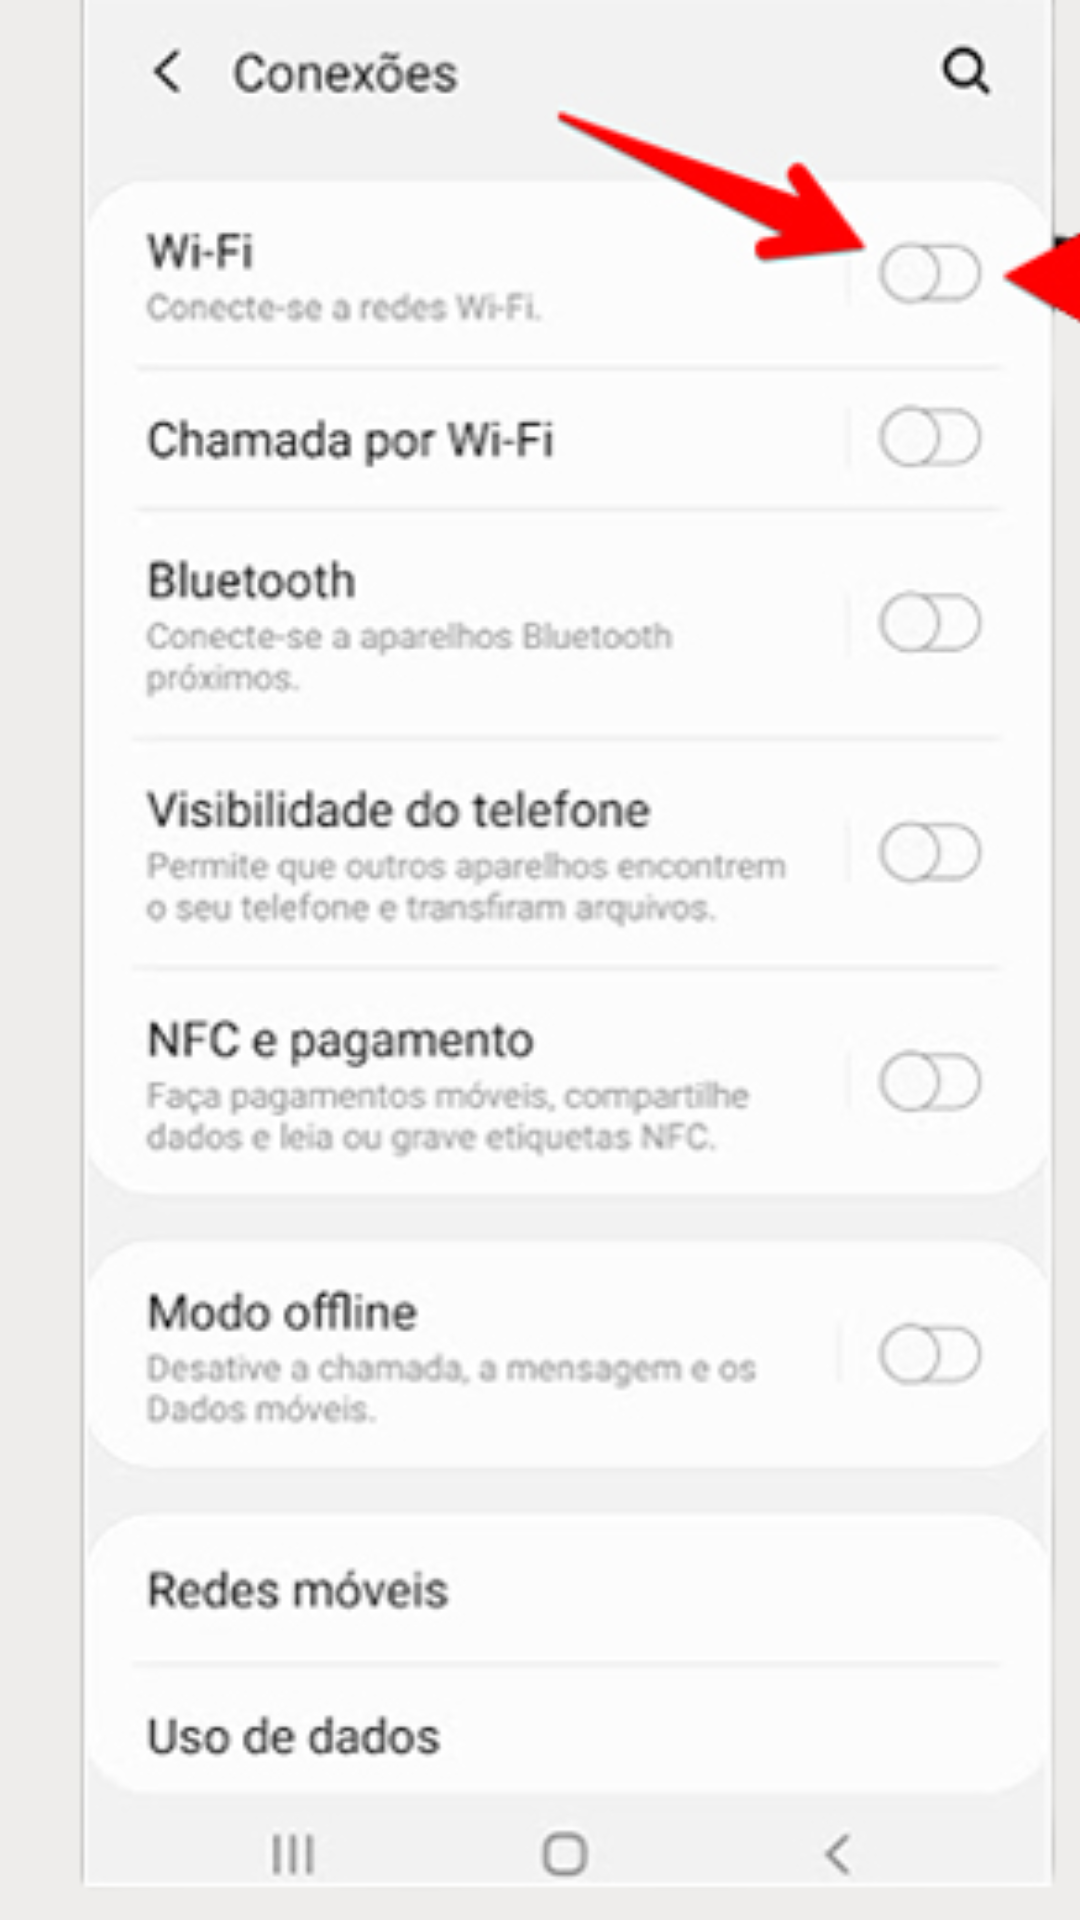 Conexões
Wi-Fi
Conecte-se a redes Wi-Fi.
Chamada por Wi-Fi
Bluetooth
Conecte-se a aparelhos Bluetooth
próximos.
Visibilidade do telefone
Permite que outros aparelhos encontrem
o seu telefone e transfiram arquivos.
NFC e pagamento
Faça pagamentos móveis, compartilhe
dados e leia ou grave etiquetas NFC.
Modo offline
Desative a chamada, a mensagem e os
Dados móveis.
Redes móveis
Uso de dados